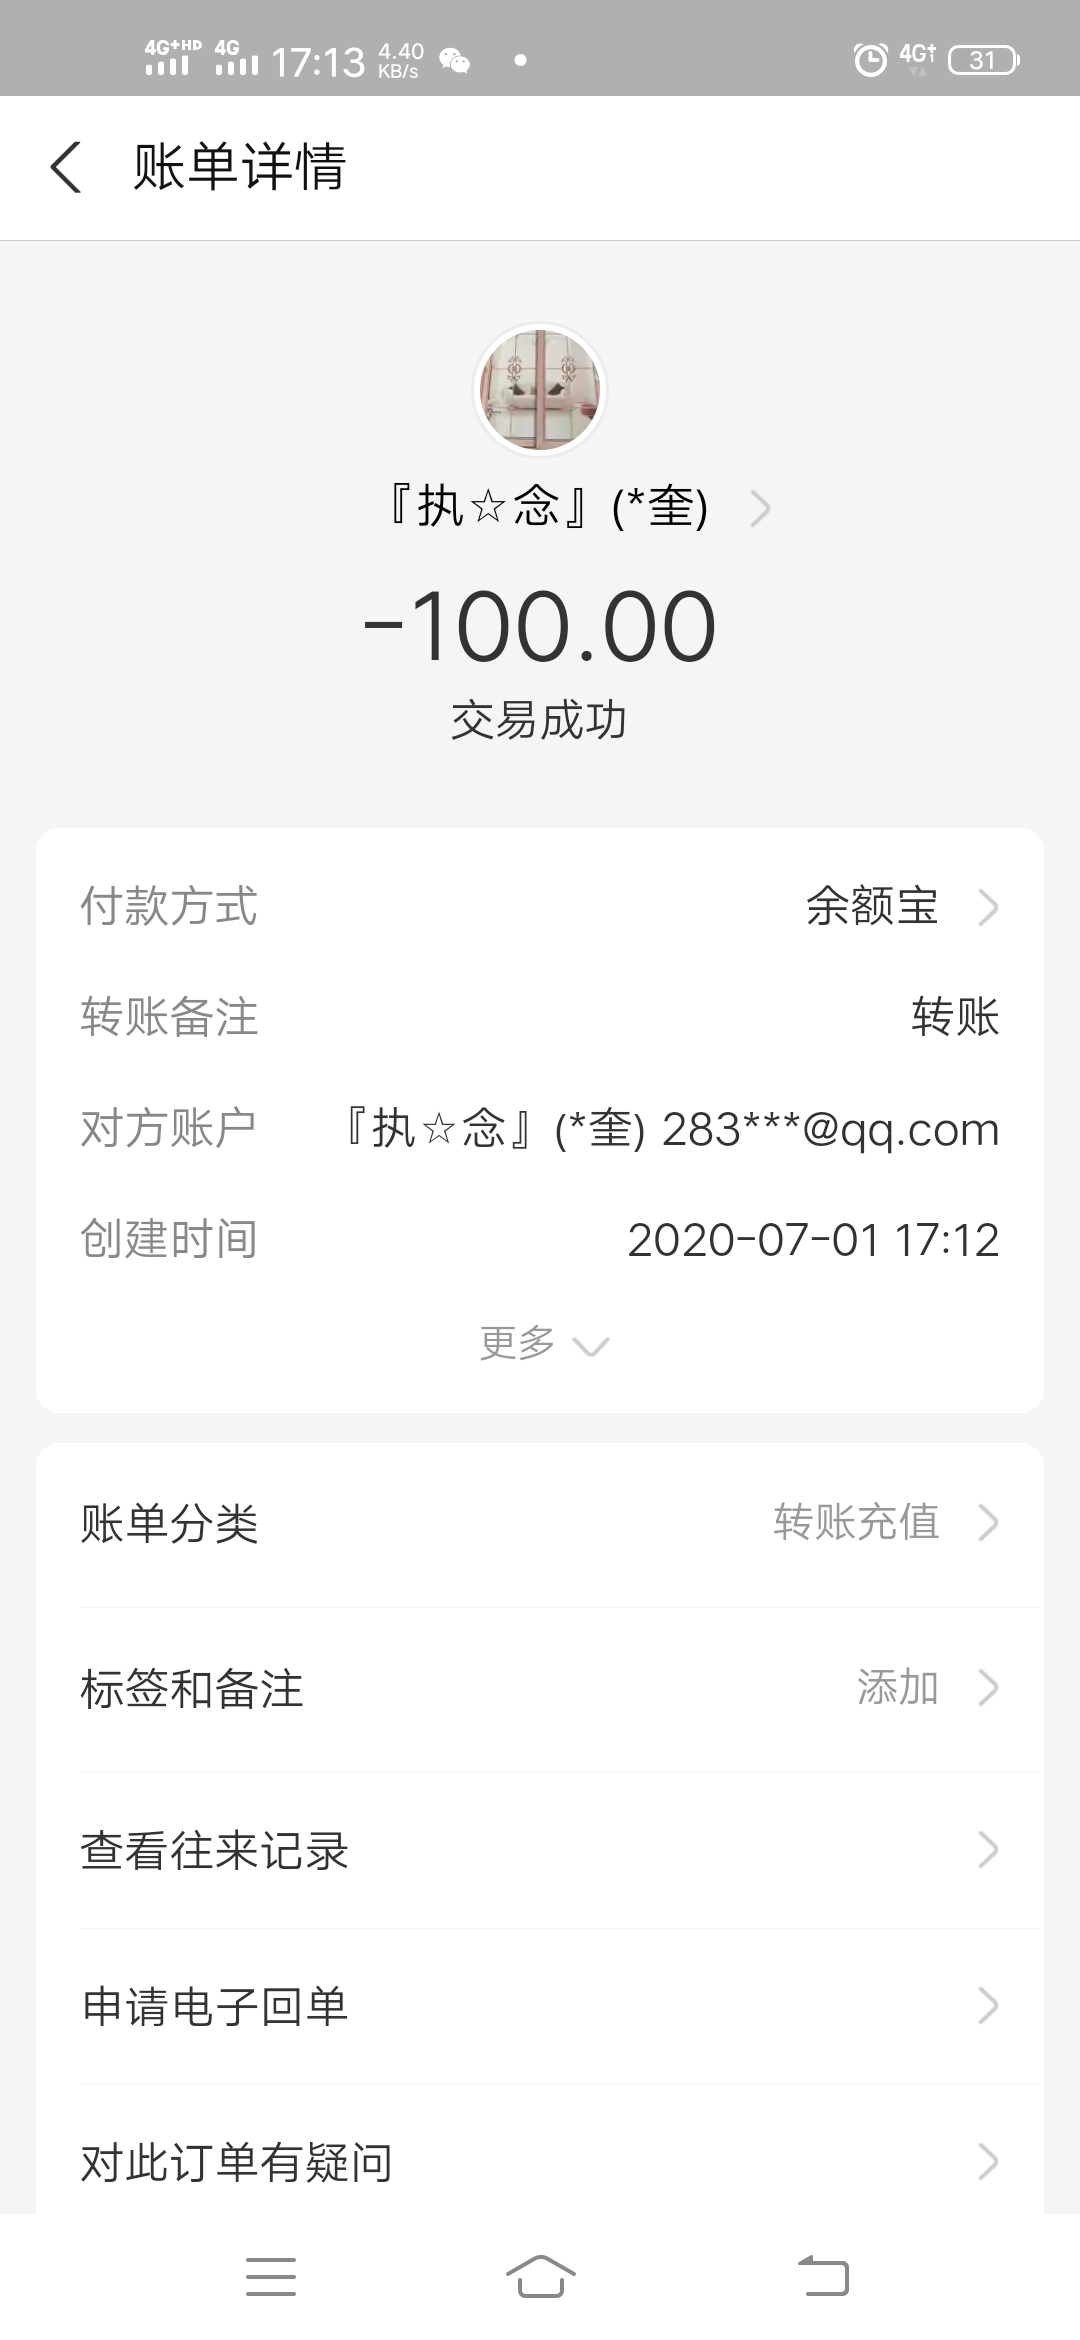 4G+HD 4G 17:13 4.40 KB/s 4G 31
账单详情
『执☆念』(*奎)
-100.00
交易成功
付款方式 余额宝
转账备注 转账
对方账户 『执☆念』(*奎) 283***@qq.com
创建时间 2020-07-01 17:12
更多
账单分类 转账充值
标签和备注 添加
查看往来记录
申请电子回单
对此订单有疑问